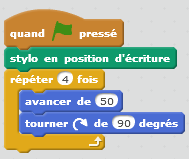 quand pressé
stylo en position d'écriture
répéter 4 fois
avancer de 50
tourner de 90 degrés